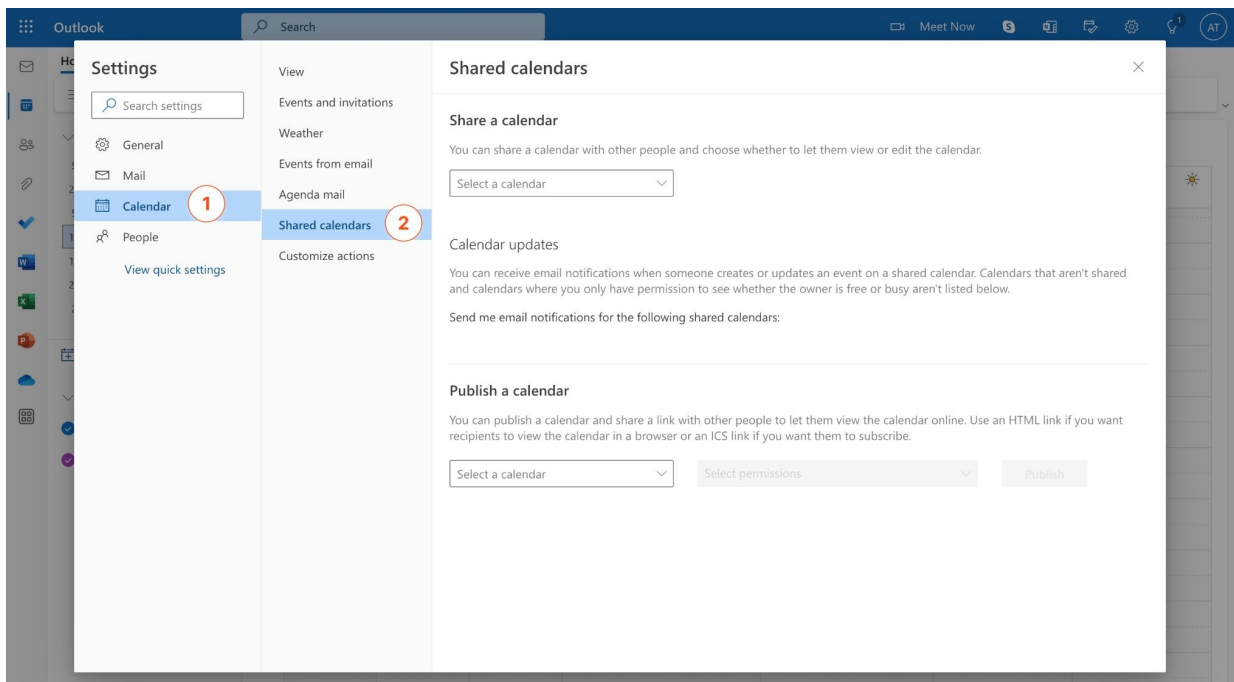 Outlook
Search
Meet Now
1
AT
Ho
Settings
Search settings
General
Mail
Calendar
1
People
View quick settings
View
Events and invitations
Weather
Events from email
Agenda mail
Shared calendars
2
Customize actions
Shared calendars
Share a calendar
You can share a calendar with other people and choose whether to let them view or edit the calendar.
Select a calendar
Calendar updates
You can receive email notifications when someone creates or updates an event on a shared calendar. Calendars that aren't shared
and calendars where you only have permission to see whether the owner is free or busy aren't listed below.
Send me email notifications for the following shared calendars:
Publish a calendar
You can publish a calendar and share a link with other people to let them view the calendar online. Use an HTML link if you want
recipients to view the calendar in a browser or an ICS link if you want them to subscribe.
Select a calendar
Select permissions
Publish